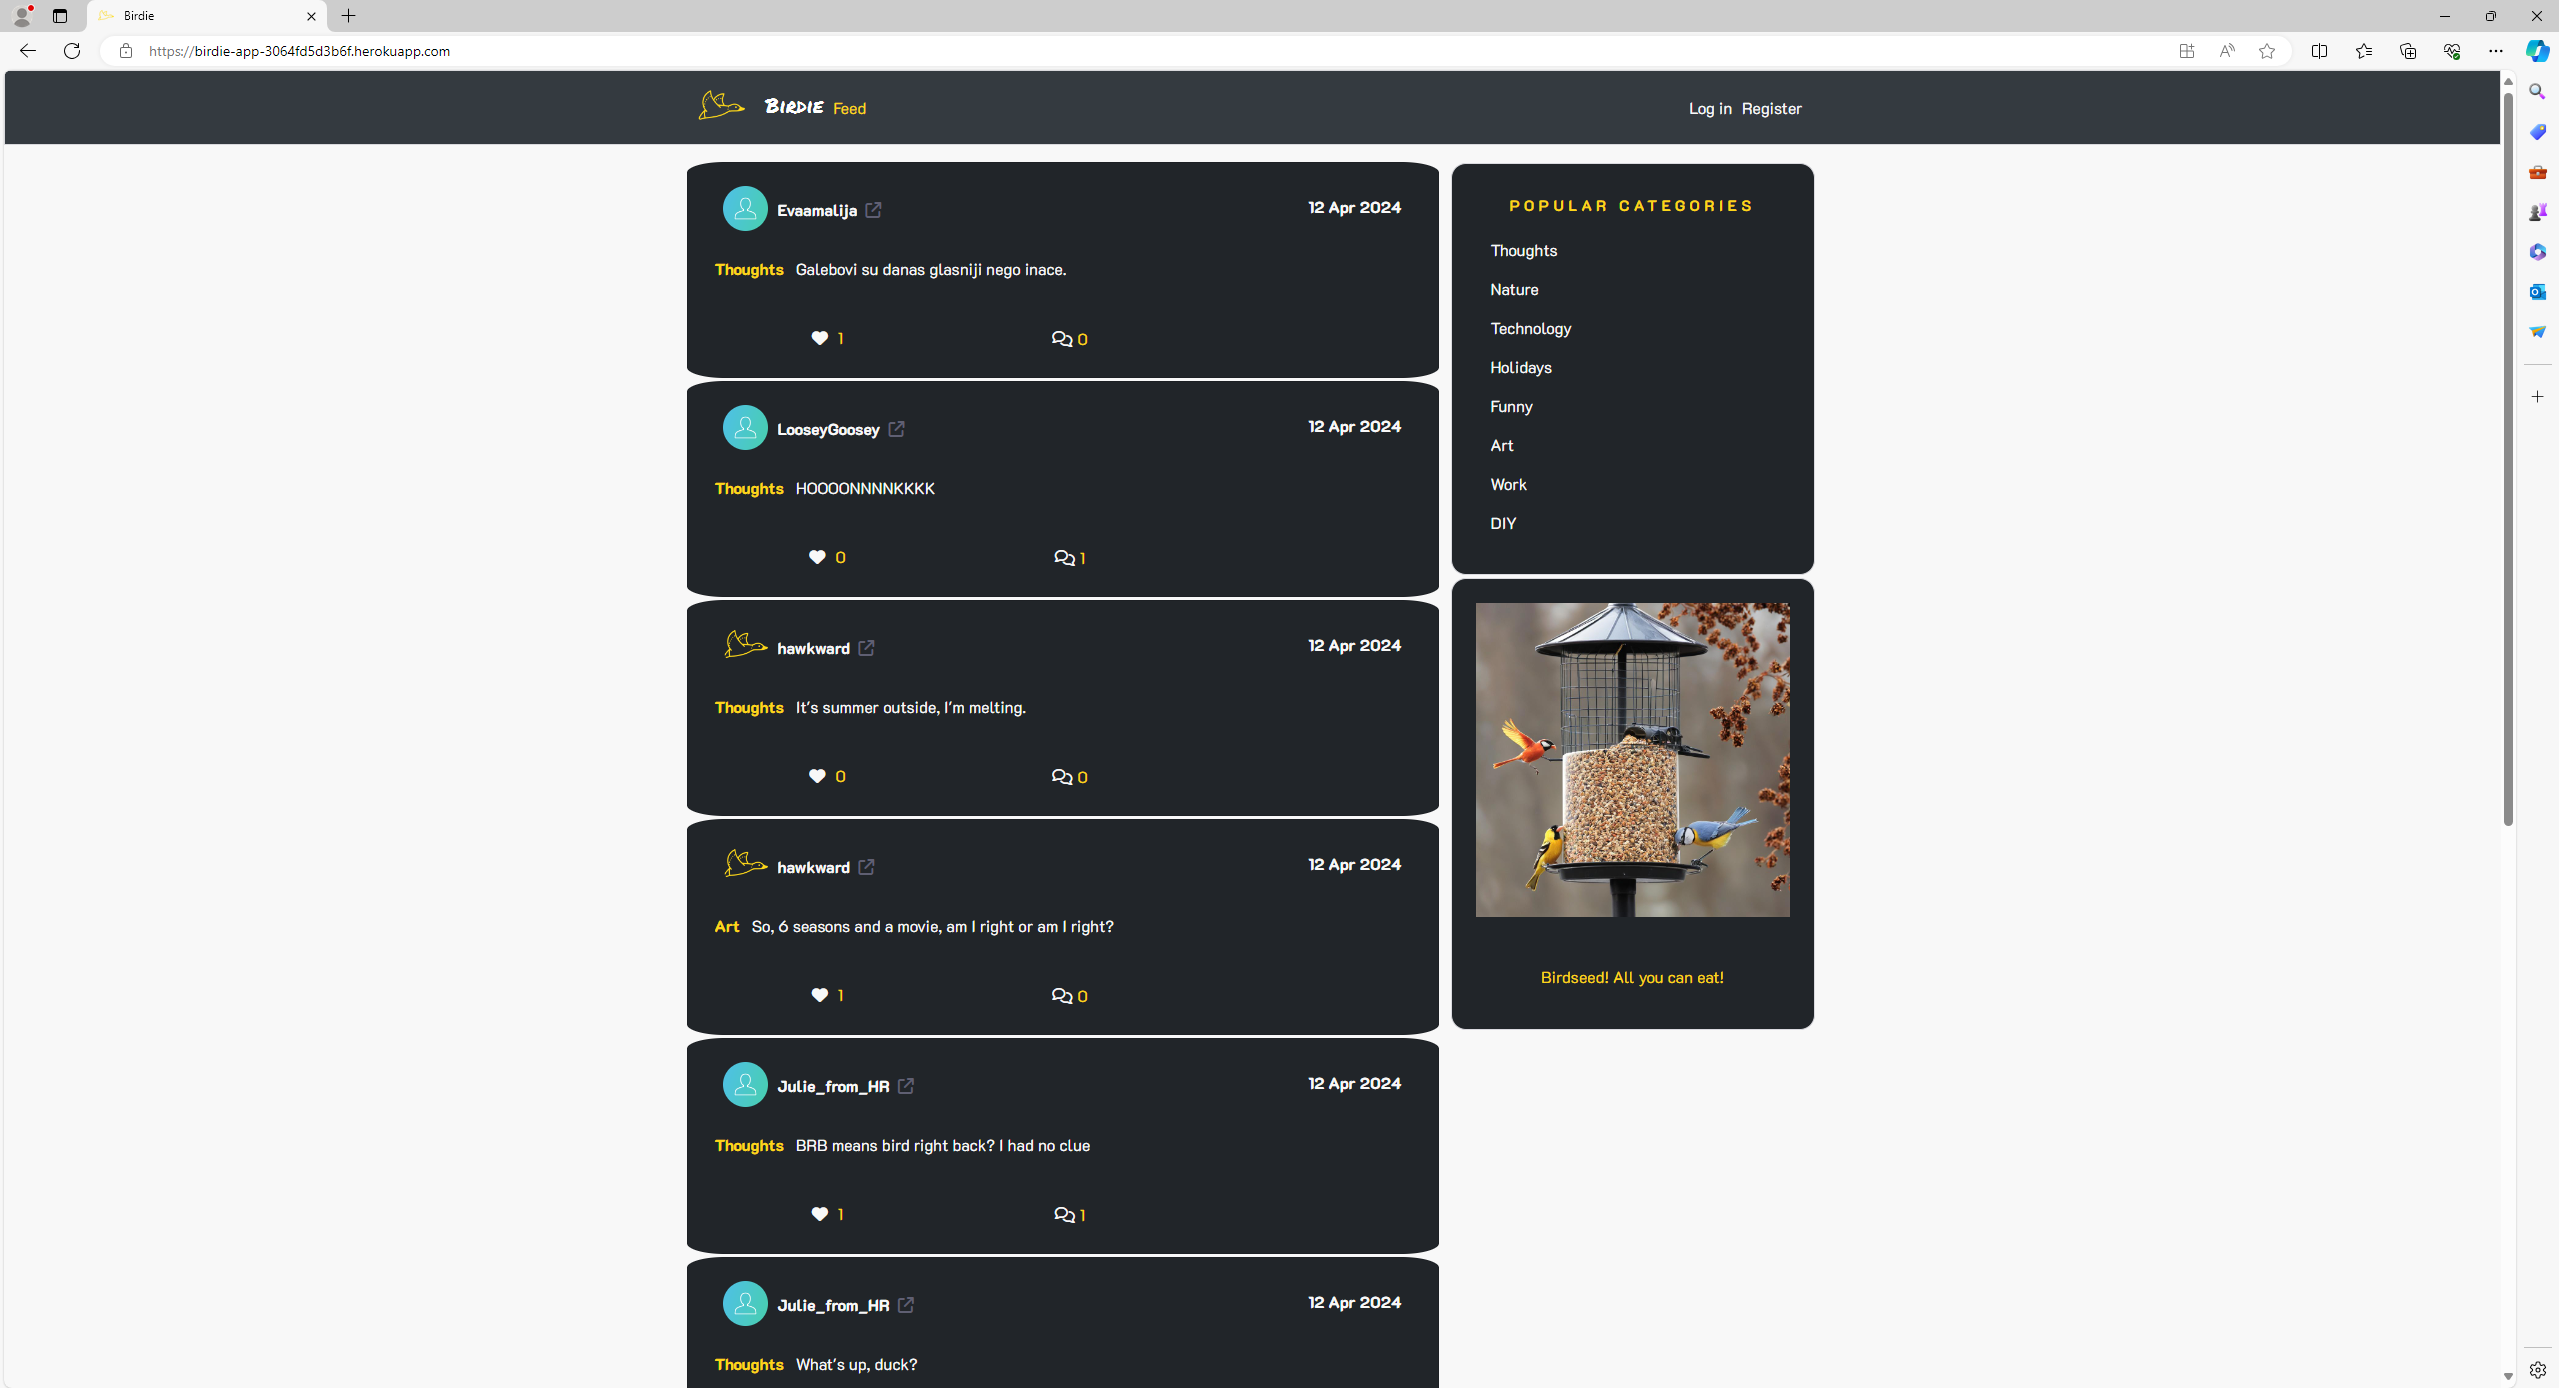 Birdie
https://birdie-app-3064fd5d3b6f.herokuapp.com
Birdie Feed
Log in Register
Evaamalija
12 Apr 2024
Thoughts Galebovi su danas glasniji nego inace.
1 0
LooseyGoosey
12 Apr 2024
Thoughts HOOOONNNNKKKK
0 1
hawkward
12 Apr 2024
Thoughts It's summer outside, I'm melting.
0 0
hawkward
12 Apr 2024
Art So, 6 seasons and a movie, am I right or am I right?
1 0
Julie_from_HR
12 Apr 2024
Thoughts BRB means bird right back? I had no clue
1 1
Julie_from_HR
12 Apr 2024
Thoughts What's up, duck?
POPULAR CATEGORIES
Thoughts
Nature
Technology
Holidays
Funny
Art
Work
DIY
Birdseed! All you can eat!